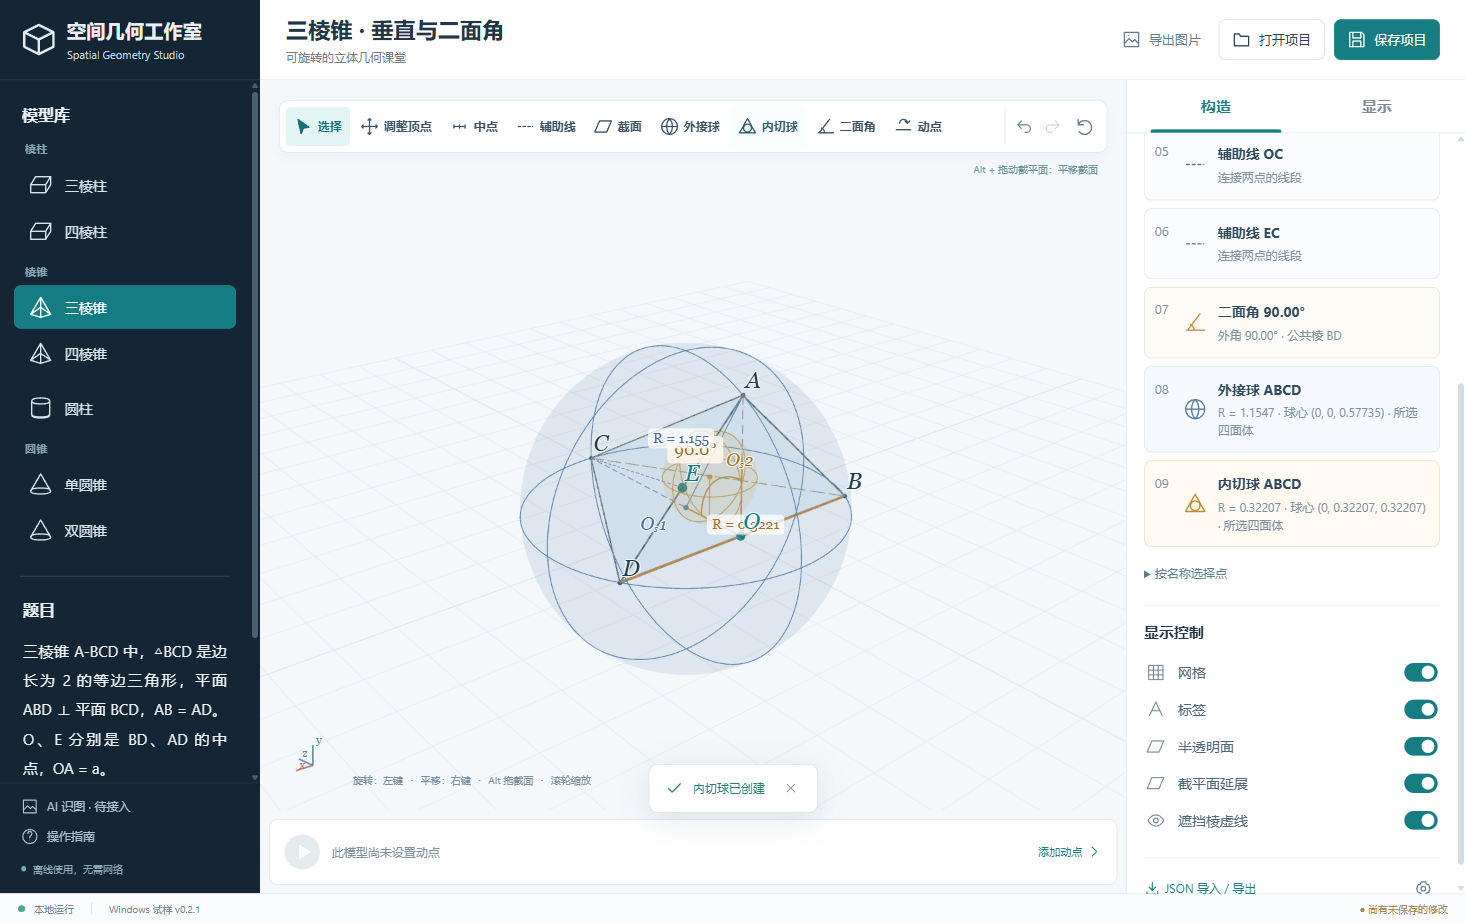 空间几何工作室
Spatial Geometry Studio
模型库
棱柱
三棱柱
四棱柱
棱锥
三棱锥
四棱锥
圆柱
圆锥
单圆锥
双圆锥
题目
三棱锥 A-BCD 中，△BCD 是边
长为 2 的等边三角形，平面
ABD ⊥ 平面 BCD，AB = AD。
O、E 分别是 BD、AD 的中
点，OA = a。
AI 识图 · 待接入
操作指南
离线使用，无需网络
三棱锥 · 垂直与二面角
可旋转的立体几何课堂
导出图片
打开项目
保存项目
选择
调整顶点
中点
辅助线
截面
外接球
内切球
二面角
动点
Alt + 拖动截平面：平移截面
A
C
R = 1.155
90.0°
O₅2
E
B
O₅1
R = 0.3221
O
D
y
z
x
旋转：左键 · 平移：右键 · Alt 拖截面 · 滚轮缩放
内切球已创建
此模型尚未设置动点
添加动点
构造
显示
05
辅助线 OC
连接两点的线段
06
辅助线 EC
连接两点的线段
07
二面角 90.00°
外角 90.00° · 公共棱 BD
08
外接球 ABCD
R = 1.1547 · 球心 (0, 0, 0.57735) · 所选
四面体
09
内切球 ABCD
R = 0.32207 · 球心 (0, 0.32207, 0.32207)
· 所选四面体
按名称选择点
显示控制
网格
标签
半透明面
截平面延展
遮挡棱虚线
JSON 导入 / 导出
本地运行
Windows 试样 v0.2.1
尚有未保存的修改